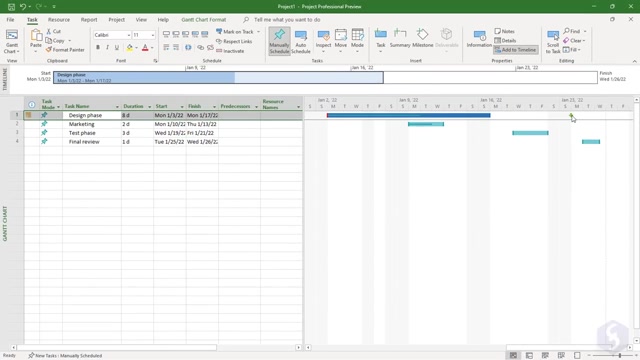 Project1 - Project Professional Preview
File Task Resource Report Project View Help Gantt Chart Format Tell me what you want to do
Gantt Chart
Paste
Cut
Copy
Format Painter
Calibri 11
B I U
Mark on Track
Respect Links
Inactivate
Manually Schedule
Auto Schedule
Inspect Move Mode
Task Summary Milestone Deliverable
Information
Notes
Details
Add to Timeline
Scroll to Task
Find
Clear
Fill
View Clipboard Font Schedule Tasks Insert Properties Editing
TIMELINE
Jan 9, '22 Jan 16, '22 Jan 23, '22
Start
Mon 1/3/22
Design phase
Mon 1/3/22 - Mon 1/17/22
Finish
Wed 1/26/22
Task Mode Task Name Duration Start Finish Predecessors Resource Names
Jan 2, '22 Jan 9, '22 Jan 16, '22 Jan 23, '22
S M T W T F S S M T W T F S S M T W T F S S M T W T F
1 Design phase 8 d Mon 1/3/22 Mon 1/17/22
2 Marketing 2 d Mon 1/10/22 Thu 1/13/22
3 Test phase 3 d Wed 1/19/22 Fri 1/21/22
4 Final review 1 d Tue 1/25/22 Wed 1/26/22
GANTT CHART
Ready New Tasks : Manually Scheduled